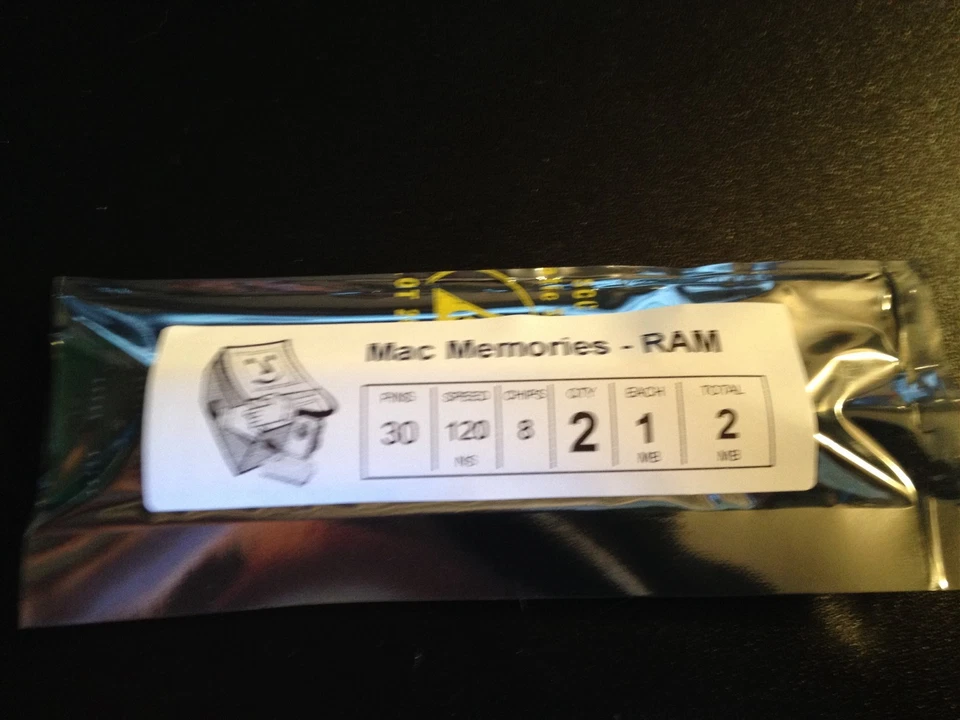 Mac Memories - RAM
PINS SPEED CHIPS QTY EACH TOTAL
30 120 8 2 1 2
NS MB MB